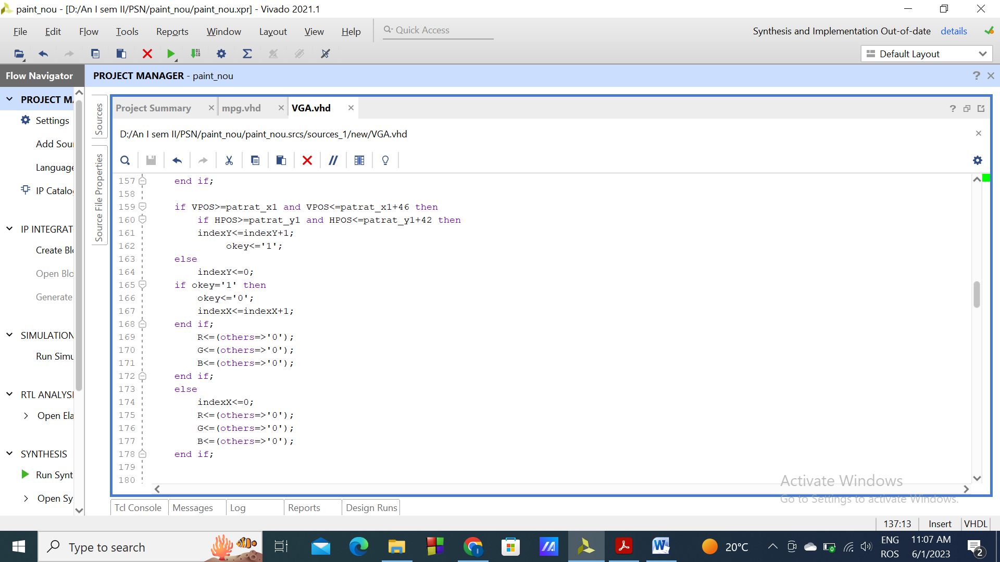 paint_nou - [D:/An I sem II/PSN/paint_nou/paint_nou.xpr] - Vivado 2021.1
File Edit Flow Tools Reports Window Layout View Help Quick Access
Synthesis and Implementation Out-of-date details
Default Layout
Flow Navigator
PROJECT MANAGER - paint_nou
PROJECT MA
Settings
Add Sour
Language
IP Catalo
IP INTEGRAT
Create Blo
Open Blo
Generate
SIMULATION
Run Simu
RTL ANALYSI
Open Ela
SYNTHESIS
Run Synt
Open Sy
Sources
Source File Properties
Project Summary mpg.vhd VGA.vhd
D:/An I sem II/PSN/paint_nou/paint_nou.srcs/sources_1/new/VGA.vhd
157 end if;
158
159 if VPOS>=patrat_x1 and VPOS<=patrat_x1+46 then
160 if HPOS>=patrat_y1 and HPOS<=patrat_y1+42 then
161 indexY<=indexY+1;
162 okey<='1';
163 else
164 indexY<=0;
165 if okey='1' then
166 okey<='0';
167 indexX<=indexX+1;
168 end if;
169 R<=(others=>'0');
170 G<=(others=>'0');
171 B<=(others=>'0');
172 end if;
173 else
174 indexX<=0;
175 R<=(others=>'0');
176 G<=(others=>'0');
177 B<=(others=>'0');
178 end if;
179
180
Activate Windows
Go to Settings to activate Windows.
Tcl Console Messages Log Reports Design Runs
137:13 Insert VHDL
Type to search
20°C
ENG
ROS
11:07 AM
6/1/2023
2